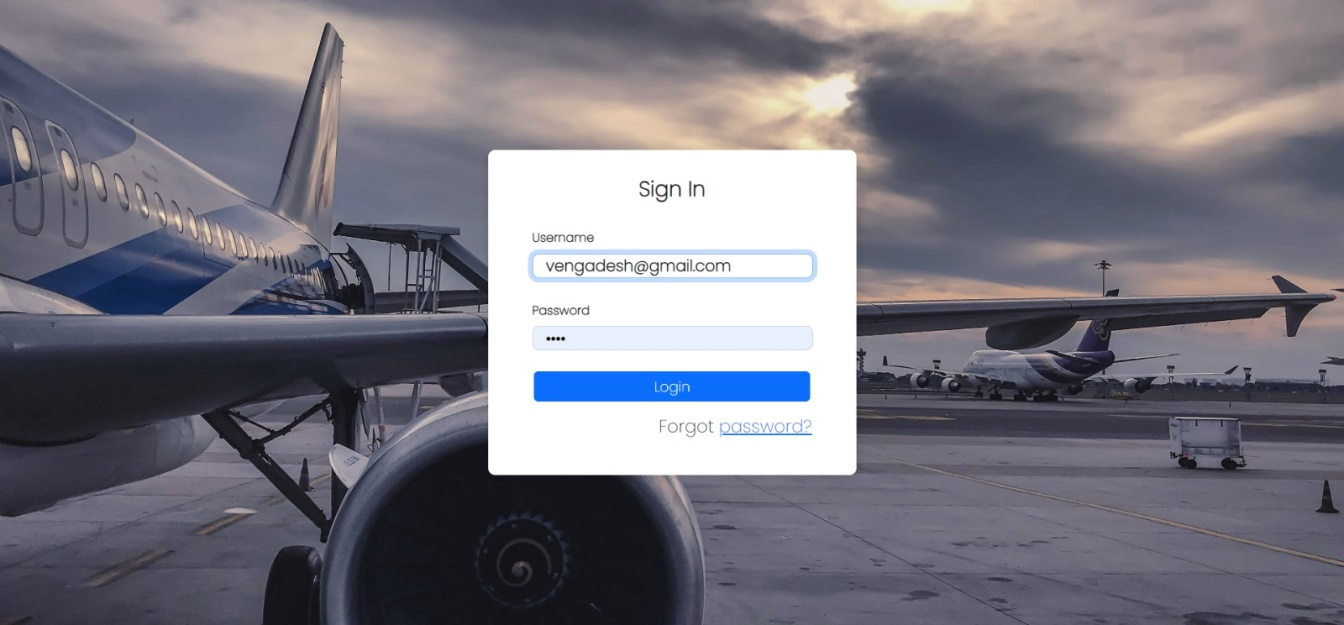 Sign In
Username
vengadesh@gmail.com
Password
••••
Login
Forgot password?